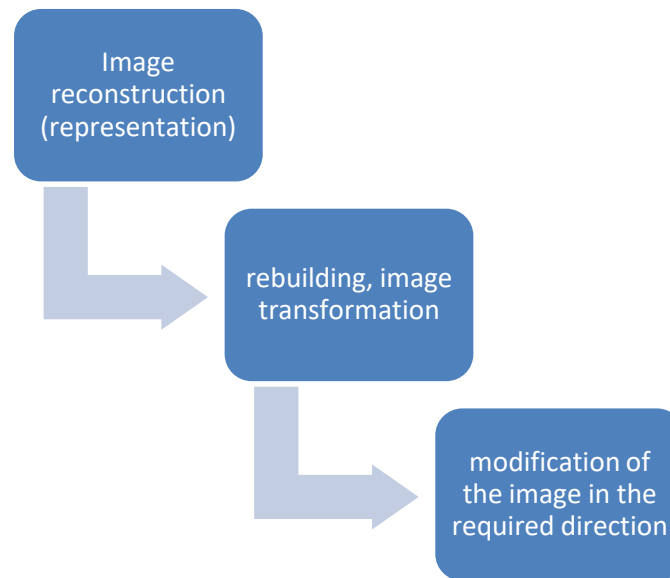 Image
reconstruction
(representation)
rebuilding, image
transformation
modification of
the image in the
required direction